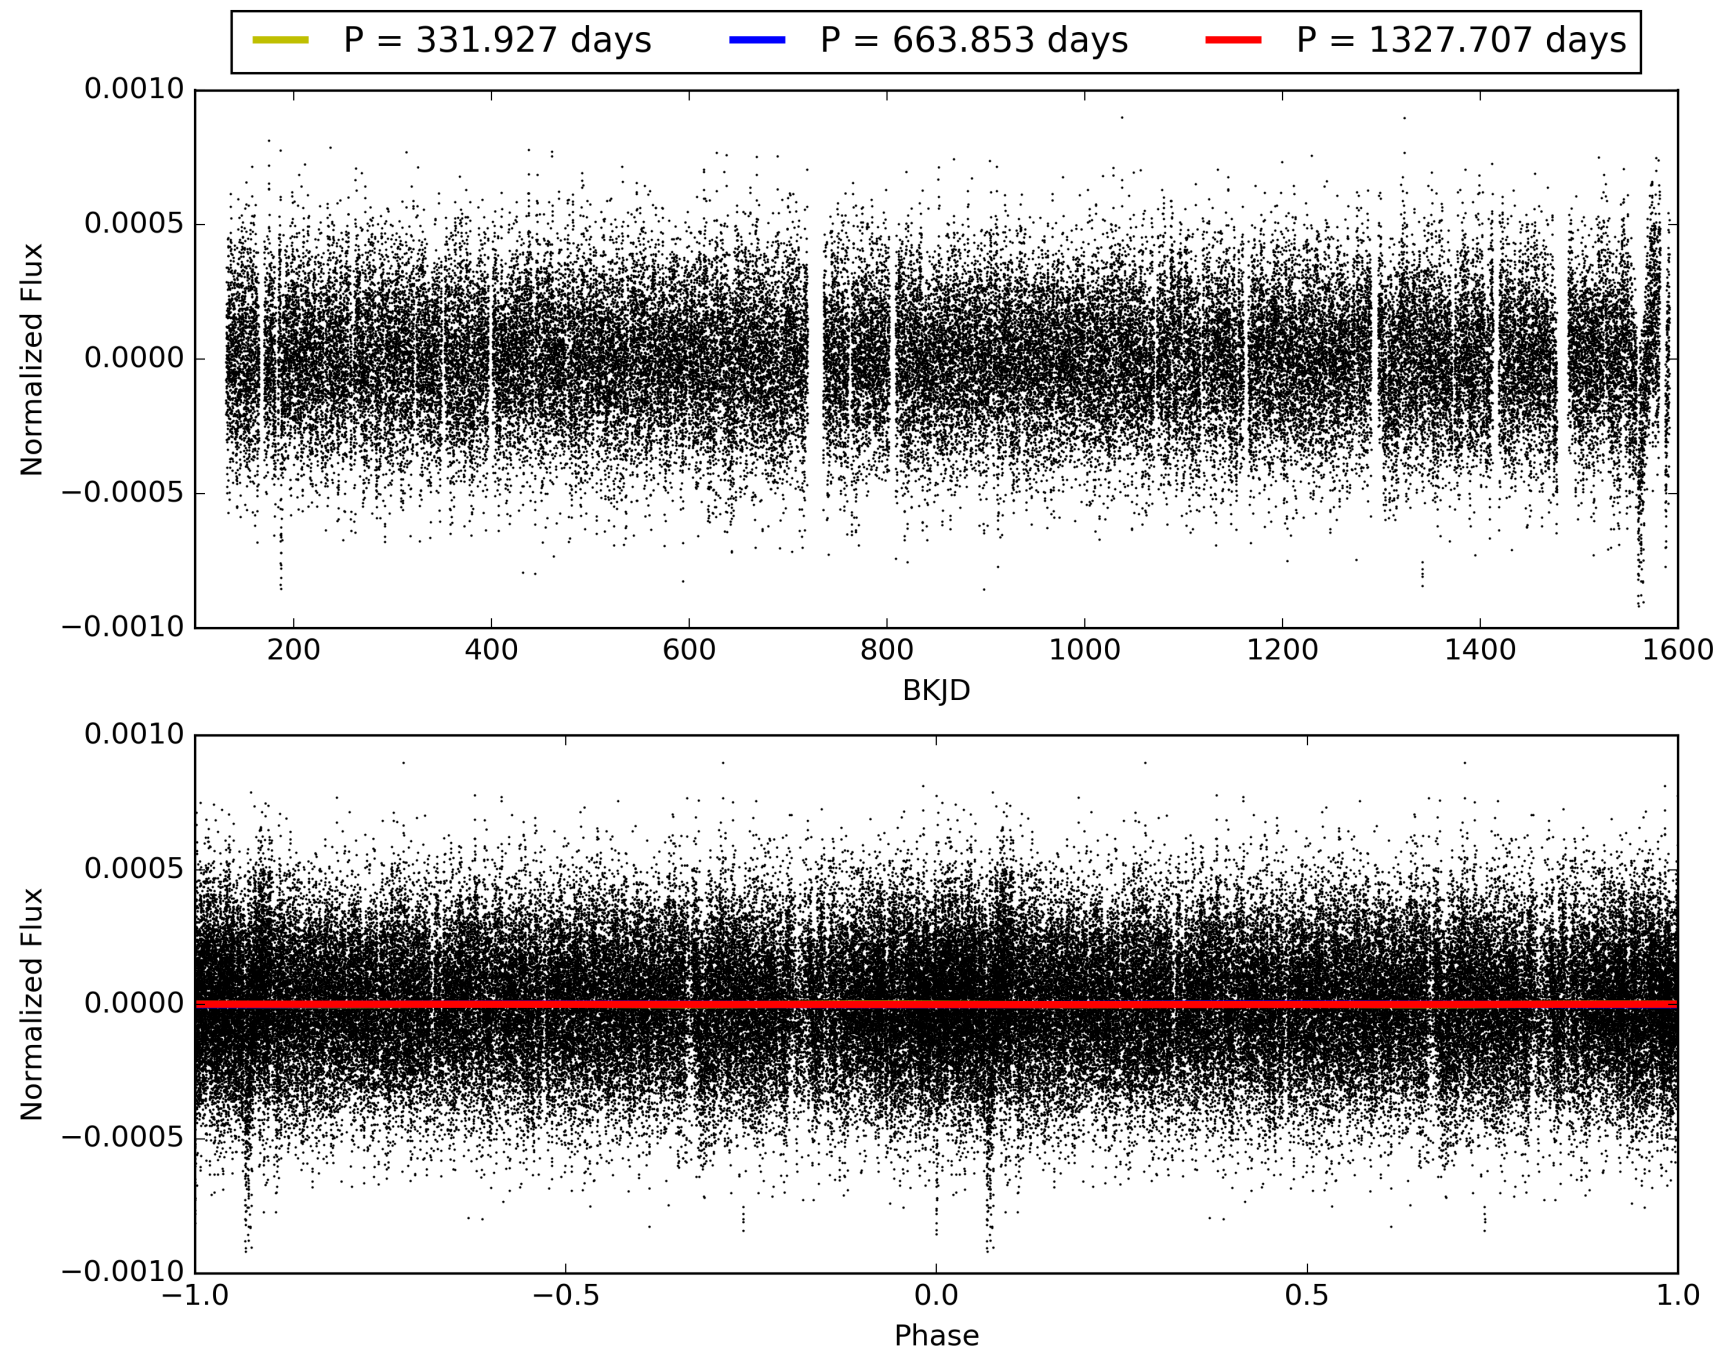 P = 331.927 days P = 663.853 days P = 1327.707 days
0.0010
0.0005
0.0000
−0.0005
−0.0010
Normalized Flux
200 400 600 800 1000 1200 1400 1600
BKJD
0.0010
0.0005
0.0000
−0.0005
−0.0010
Normalized Flux
−1.0 −0.5 0.0 0.5 1.0
Phase